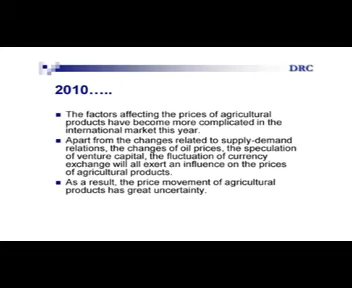 DRC
2010…..
The factors affecting the prices of agricultural
products have become more complicated in the
international market this year.
Apart from the changes related to supply-demand
relations, the changes of oil prices, the speculation
of venture capital, the fluctuation of currency
exchange will all exert an influence on the prices
of agricultural products.
As a result, the price movement of agricultural
products has great uncertainty.